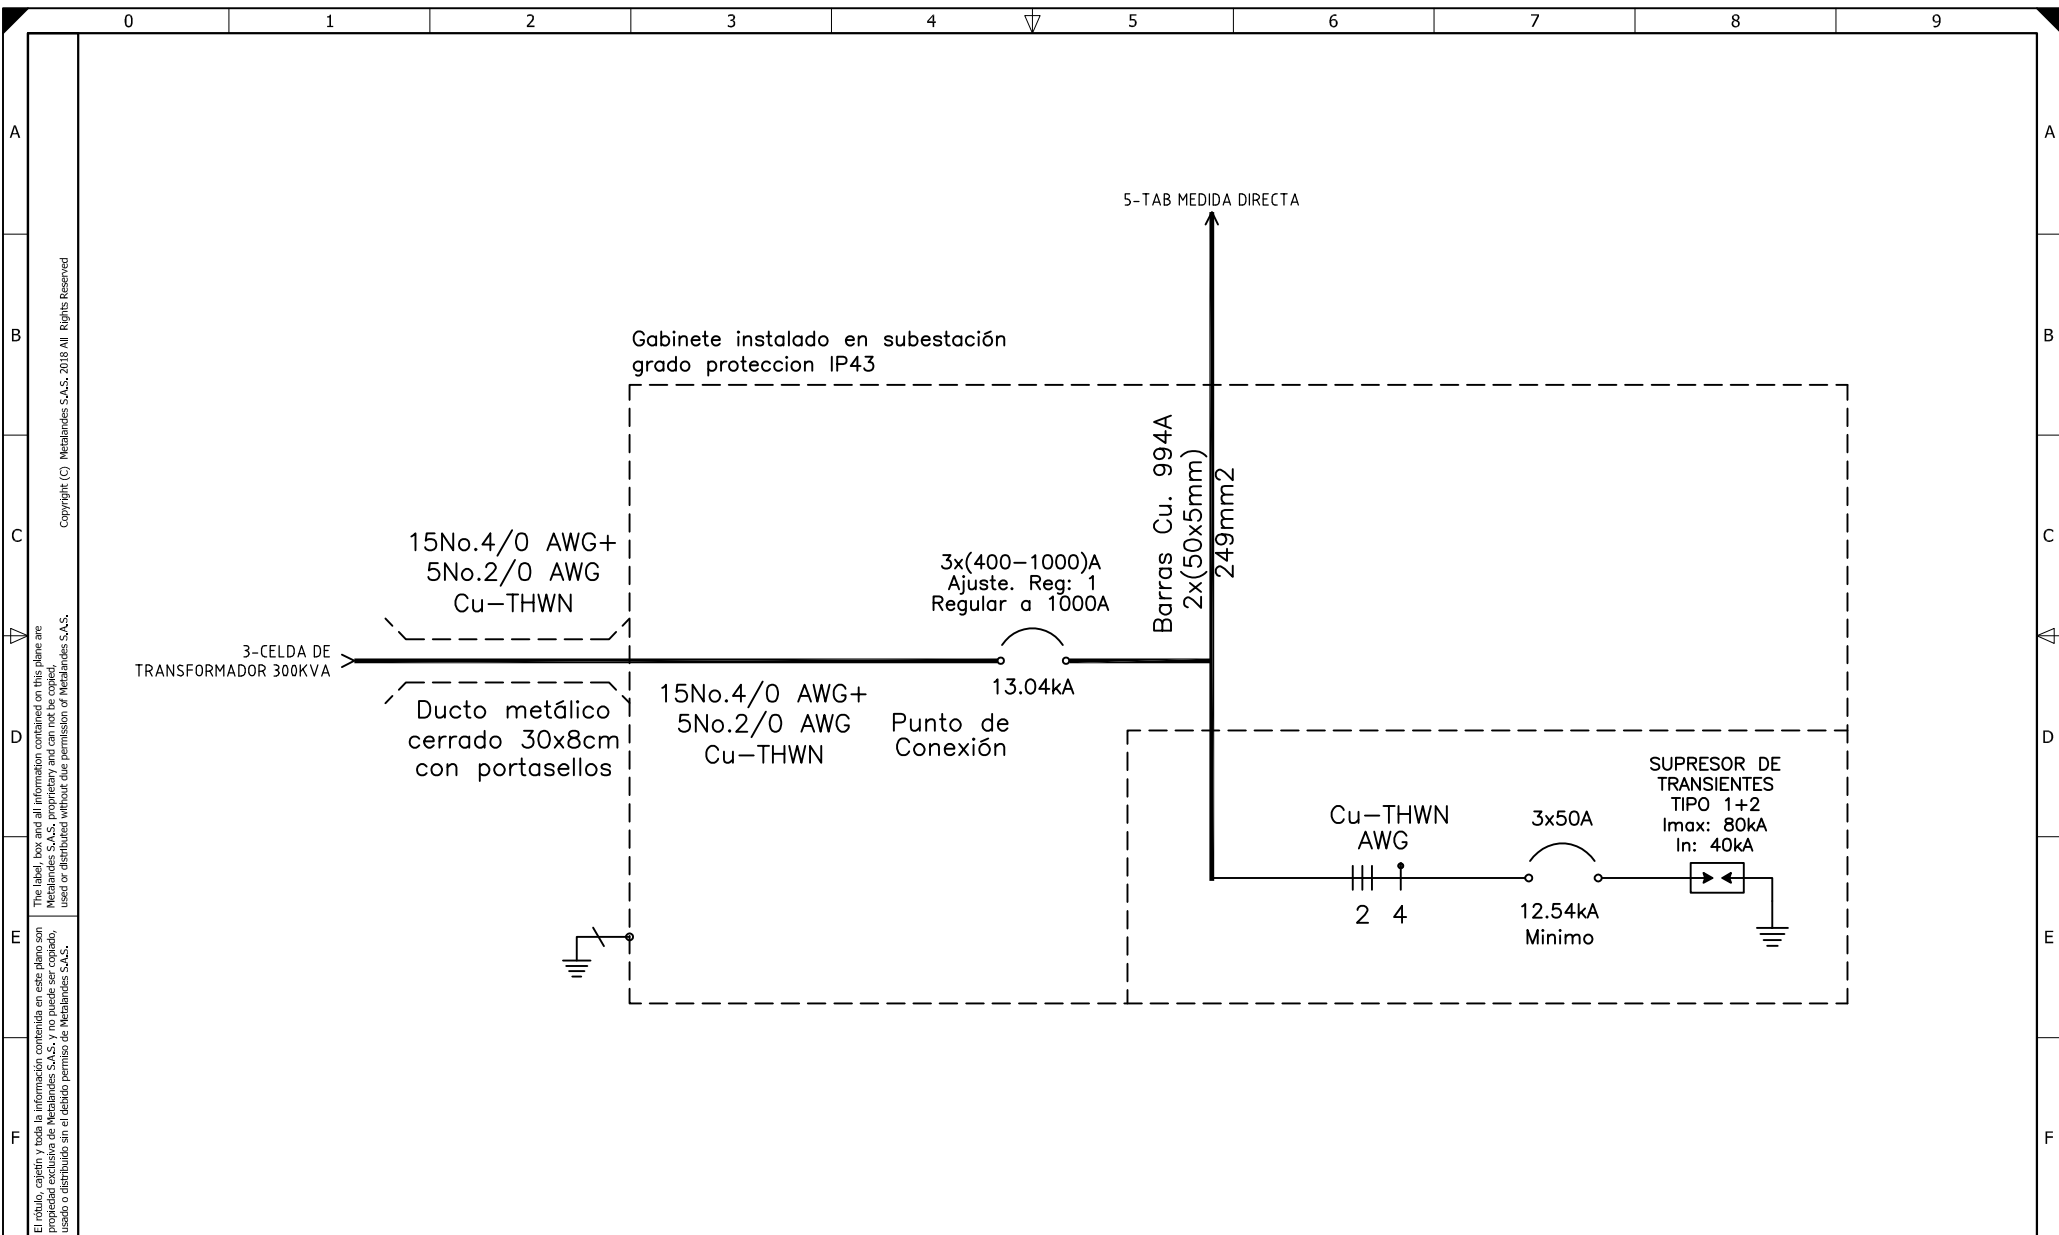 0 1 2 3 4 5 6 7 8 9
A
A
B
B
C
C
D
D
E
E
F
F
5-TAB MEDIDA DIRECTA
Gabinete instalado en subestación
grado proteccion IP43
Barras Cu. 994A
2x(50x5mm)
249mm2
15No.4/0 AWG+
5No.2/0 AWG
Cu-THWN
3x(400-1000)A
Ajuste. Reg: 1
Regular a 1000A
3-CELDA DE
TRANSFORMADOR 300KVA
13.04kA
Ducto metálico
cerrado 30x8cm
con portasellos
15No.4/0 AWG+
5No.2/0 AWG
Cu-THWN
Punto de
Conexión
SUPRESOR DE
TRANSIENTES
TIPO 1+2
Imax: 80kA
In: 40kA
Cu-THWN
AWG
3x50A
2 4
12.54kA
Minimo
Copyright (C) Metalandes S.A.S. 2018 All Rights Reserved
The label, box and all information contained on this plane are
Metalandes S.A.S. proprietary and can not be copied,
used or distributed without due permission of Metalandes S.A.S.
El rótulo, cajetín y toda la información contenida en este plano son
propiedad exclusiva de Metalandes S.A.S. y no puede ser copiado,
usado o distribuido sin el debido permiso de Metalandes S.A.S.